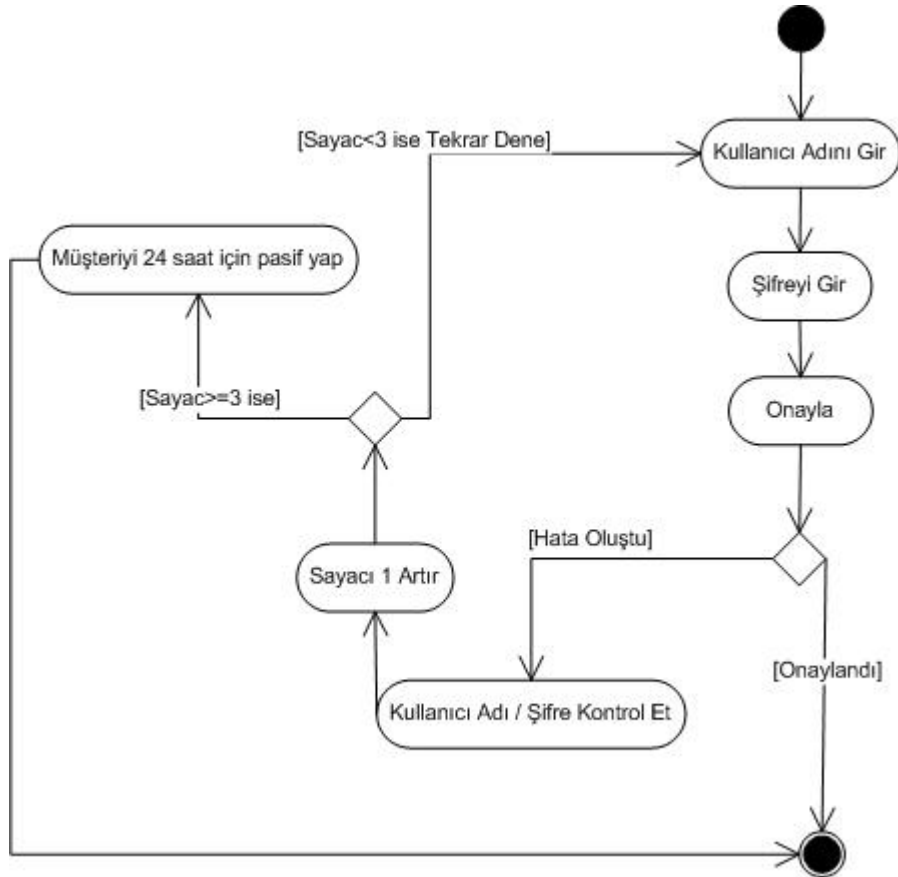 [Sayac<3 ise Tekrar Dene]
Kullanıcı Adını Gir
Müşteriyi 24 saat için pasif yap
Şifreyi Gir
[Sayac>=3 ise]
Onayla
[Hata Oluştu]
Sayacı 1 Artır
[Onaylandı]
Kullanıcı Adı / Şifre Kontrol Et